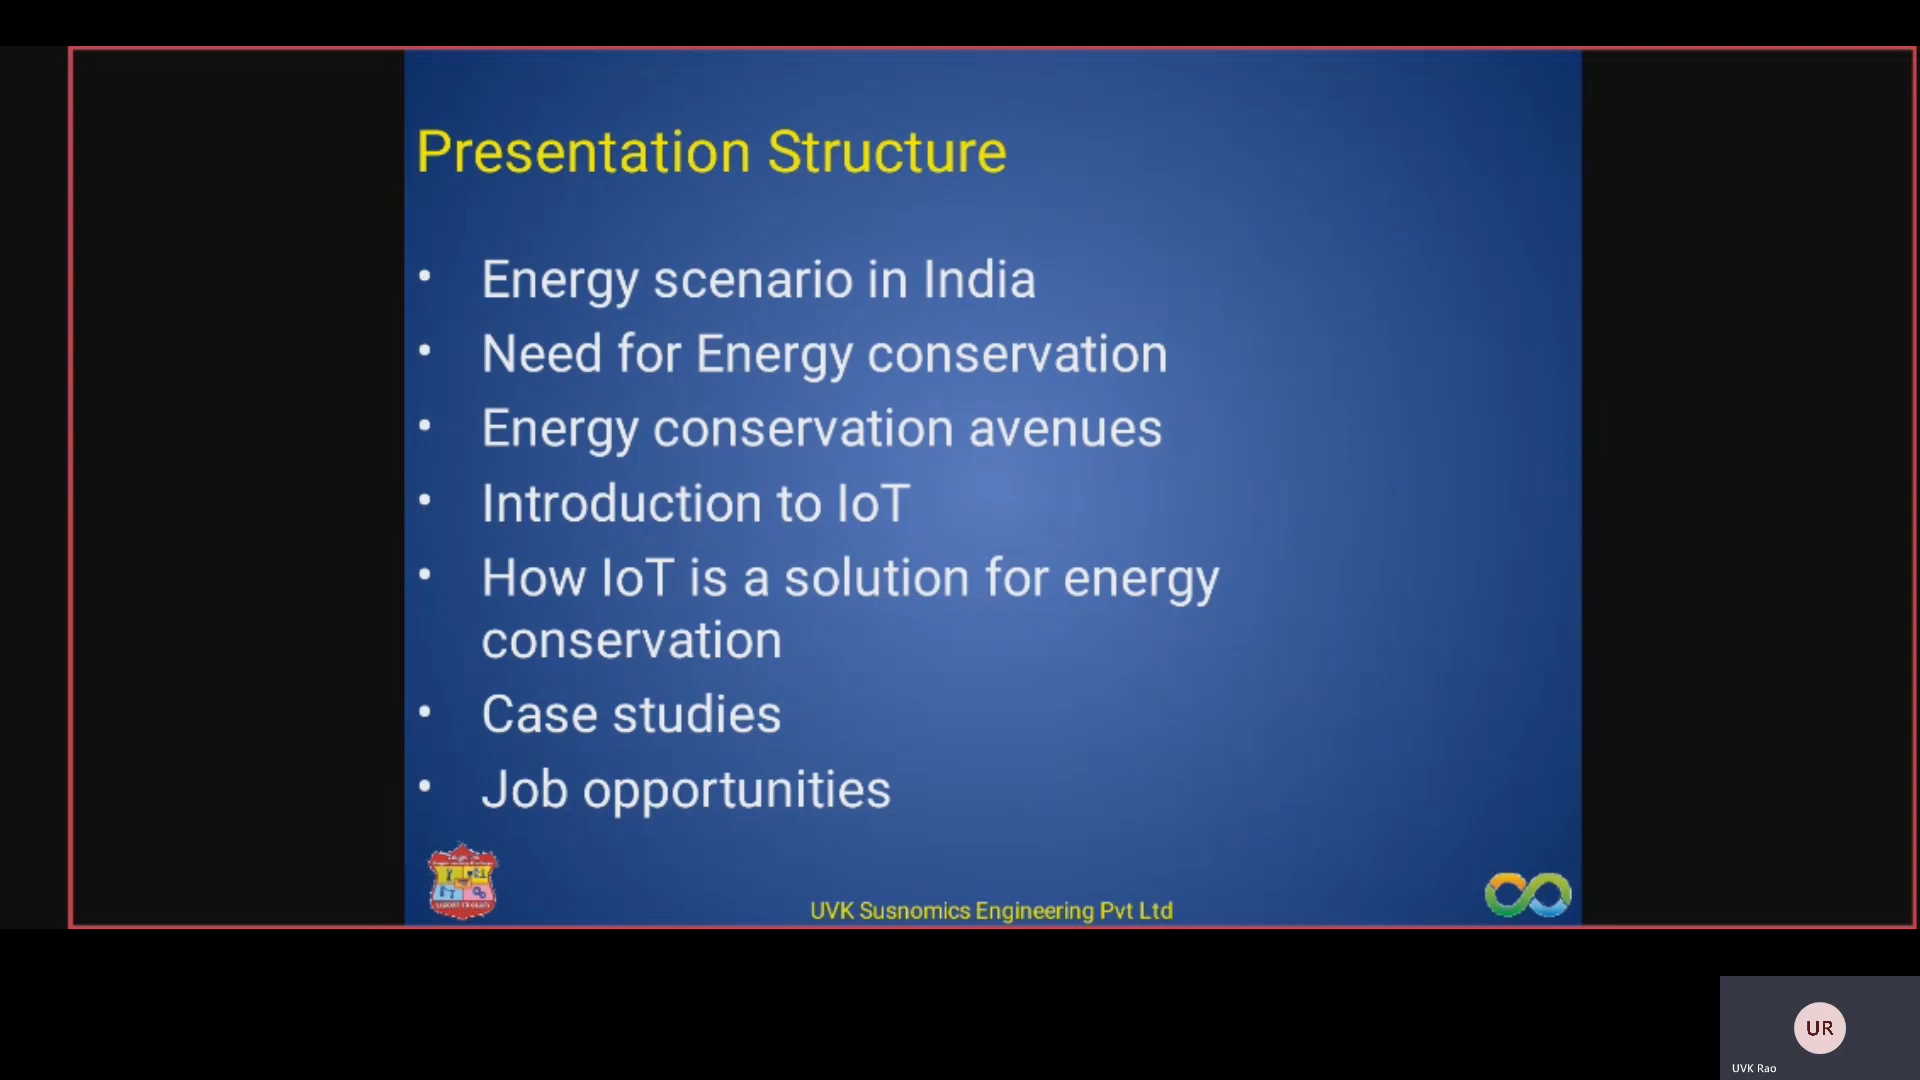 Presentation Structure
• Energy scenario in India
• Need for Energy conservation
• Energy conservation avenues
• Introduction to IoT
• How IoT is a solution for energy
conservation
• Case studies
• Job opportunities
UVK Susnomics Engineering Pvt Ltd
UR
UVK Rao